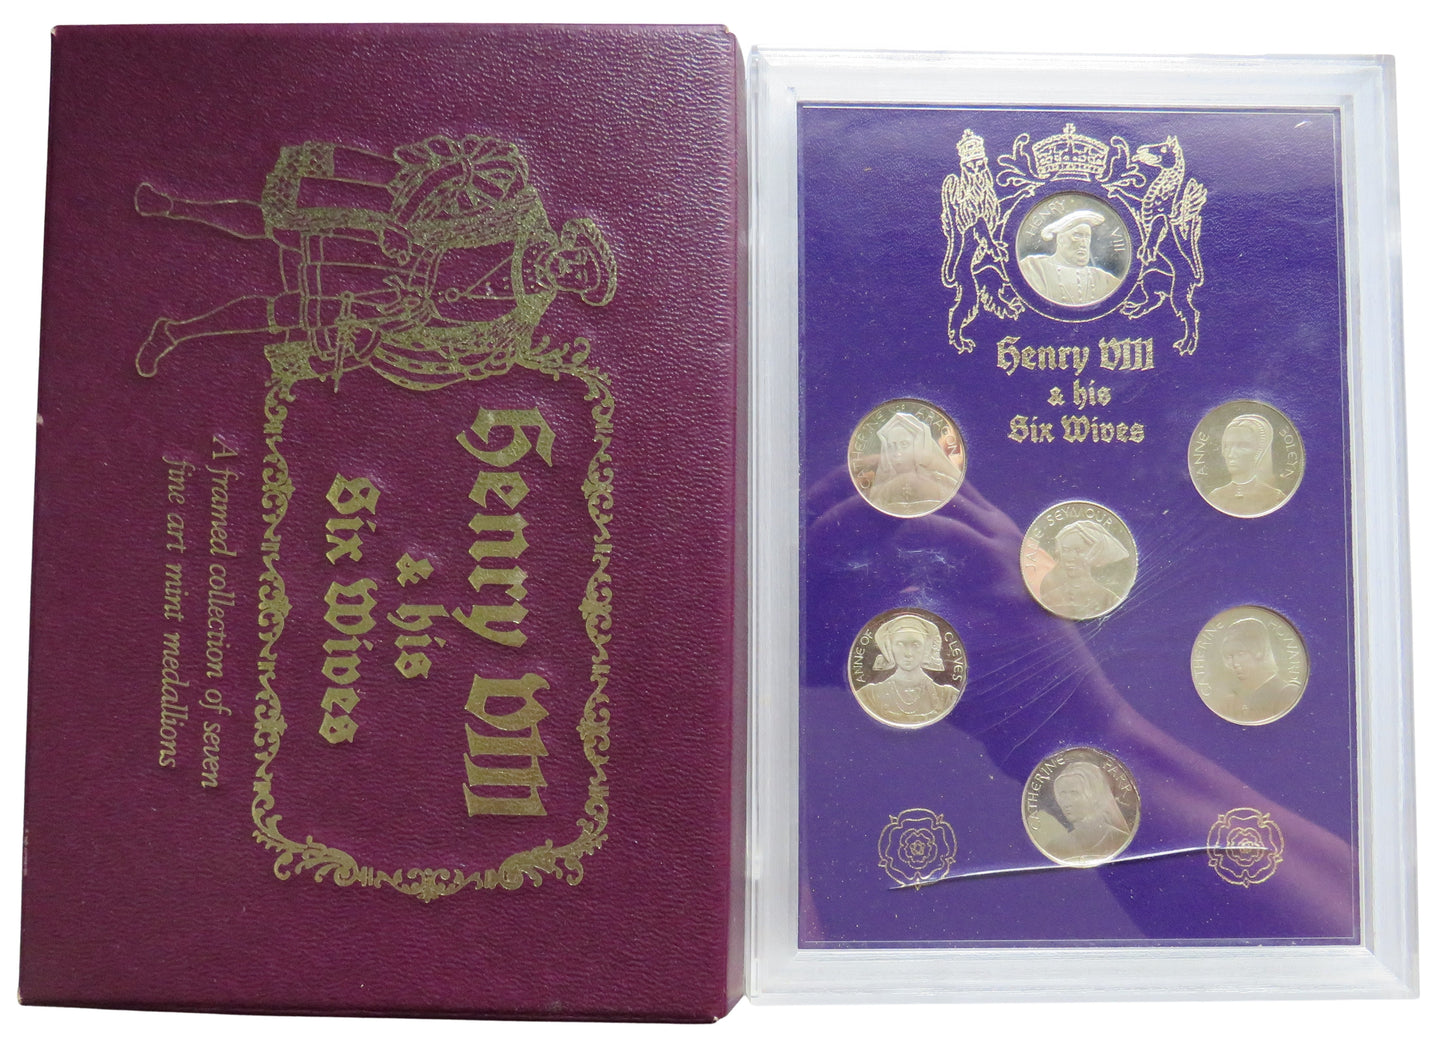 Henry VIII
& his
Six Wives
A framed collection of seven
fine art mint medallions
HENRY VIII
Henry VIII
& his
Six Wives
CATHERINE OF ARAGON
ANNE BOLEYN
JANE SEYMOUR
ANNE OF CLEVES
CATHERINE HOWARD
CATHERINE PARR